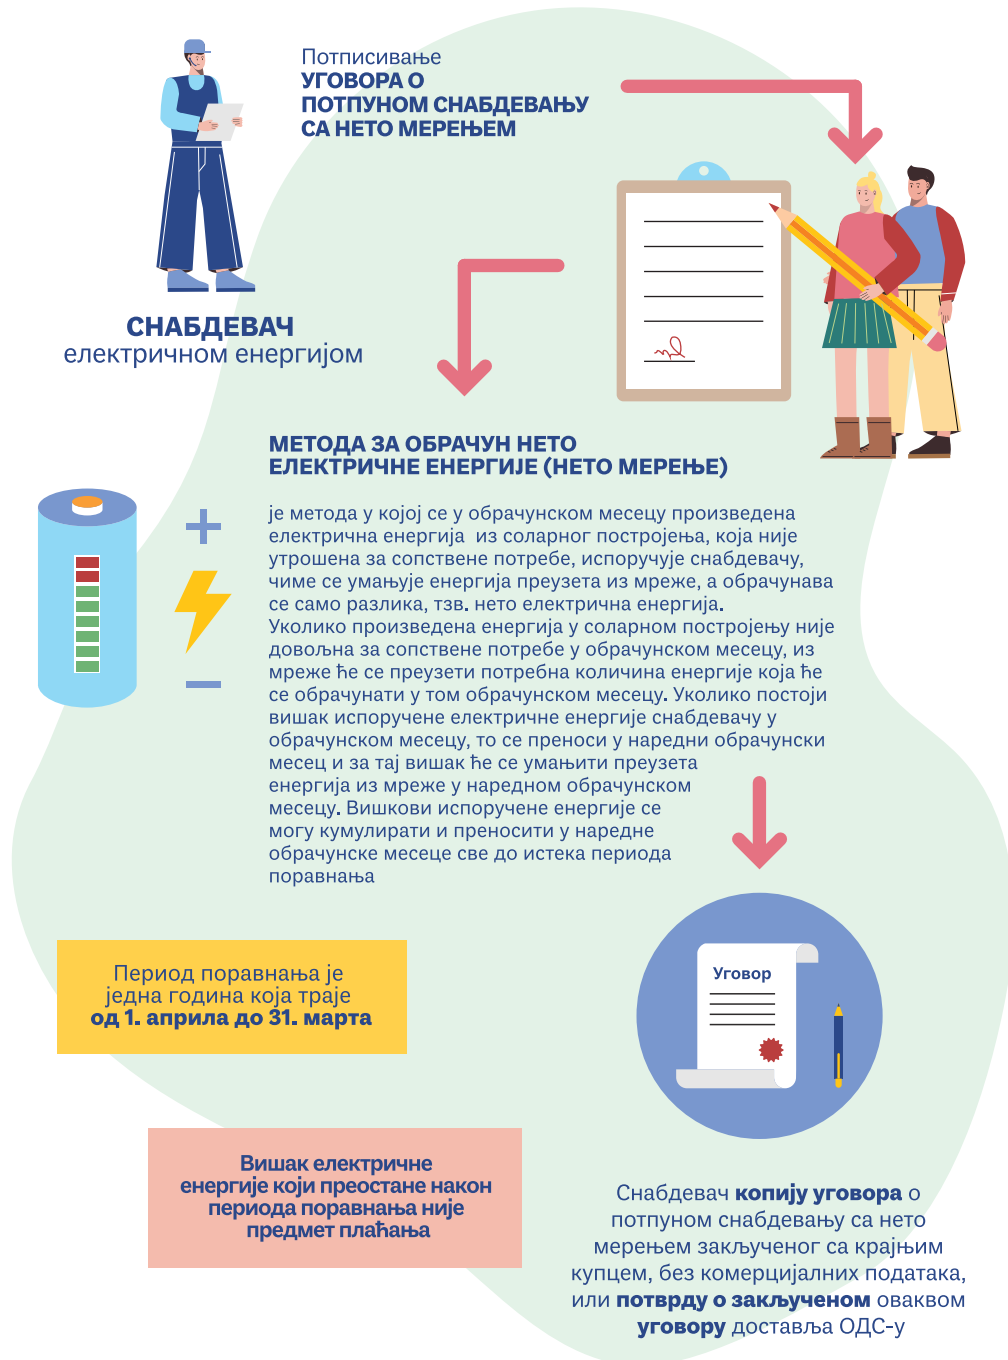 Потписивање
УГОВОРА О
ПОТПУНОМ СНАБДЕВАЊУ
СА НЕТО МЕРЕЊЕМ
СНАБДЕВАЧ
електричном енергијом
МЕТОДА ЗА ОБРАЧУН НЕТО
ЕЛЕКТРИЧНЕ ЕНЕРГИЈЕ (НЕТО МЕРЕЊЕ)
је метода у којој се у обрачунском месецу произведена
електрична енергија из соларног постројења, која није
утрошена за сопствене потребе, испоручује снабдевачу,
чиме се умањује енергија преузета из мреже, а обрачунава
се само разлика, тзв. нето електрична енергија.
Уколико произведена енергија у соларном постројењу није
довољна за сопствене потребе у обрачунском месецу, из
мреже ће се преузети потребна количина енергије која ће
се обрачунати у том обрачунском месецу. Уколико постоји
вишак испоручене електричне енергије снабдевачу у
обрачунском месецу, то се преноси у наредни обрачунски
месец и за тај вишак ће се умањити преузета
енергија из мреже у наредном обрачунском
месецу. Вишкови испоручене енергије се
могу кумулирати и преносити у наредне
обрачунске месеце све до истека периода
поравнања
Период поравнања је
једна година која траје
од 1. априла до 31. марта
Уговор
Вишак електричне
енергије који преостане након
периода поравнања није
предмет плаћања
Снабдевач копију уговора о
потпуном снабдевању са нето
мерењем закљученог са крајњим
купцем, без комерцијалних података,
или потврду о закљученом оваквом
уговору доставља ОДС-у